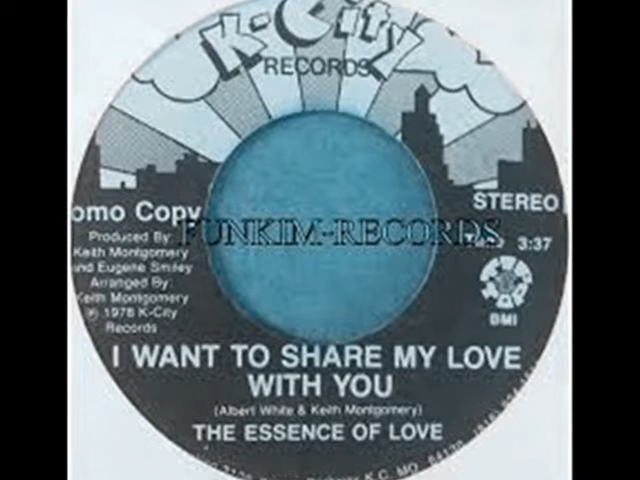 K-City
RECORDS
omo Copy
STEREO
FUNKIM-RECORDS
Produced By:
Keith Montgomery
and Eugene Smiley
Arranged By:
Keith Montgomery
℗ 1978 K-City
Records
3:37
BMI
I WANT TO SHARE MY LOVE
WITH YOU
(Albert White & Keith Montgomery)
THE ESSENCE OF LOVE
K.C. MO. 64130